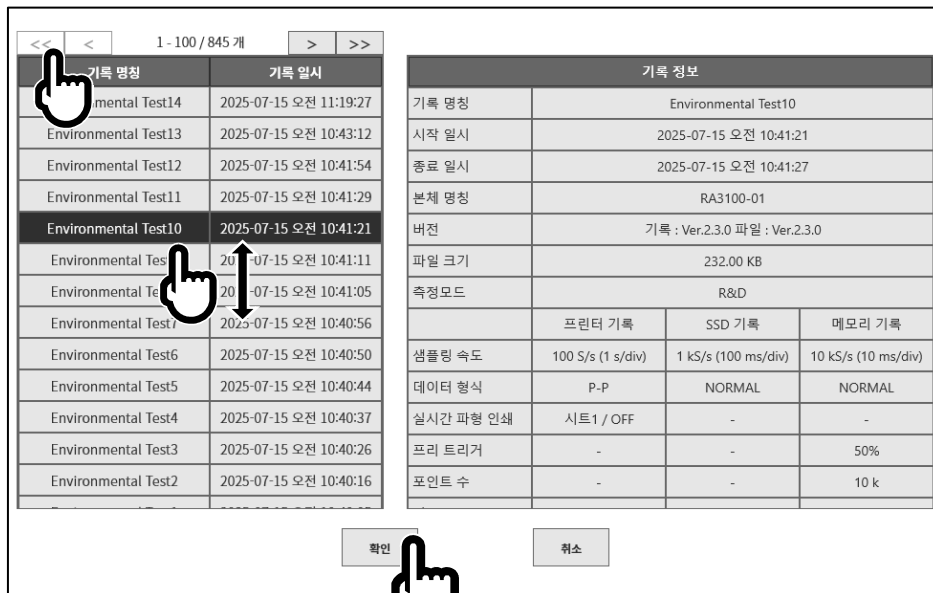 << < 1 - 100 / 845 개 > >>
기록 명칭 기록 일시
mental Test14 2025-07-15 오전 11:19:27
Environmental Test13 2025-07-15 오전 10:43:12
Environmental Test12 2025-07-15 오전 10:41:54
Environmental Test11 2025-07-15 오전 10:41:29
Environmental Test10 2025-07-15 오전 10:41:21
Environmental 07-15 오전 10:41:11
Environmental 07-15 오전 10:41:05
Environmental Test7 2025-07-15 오전 10:40:56
Environmental Test6 2025-07-15 오전 10:40:50
Environmental Test5 2025-07-15 오전 10:40:44
Environmental Test4 2025-07-15 오전 10:40:37
Environmental Test3 2025-07-15 오전 10:40:26
Environmental Test2 2025-07-15 오전 10:40:16
기록 정보
기록 명칭 Environmental Test10
시작 일시 2025-07-15 오전 10:41:21
종료 일시 2025-07-15 오전 10:41:27
본체 명칭 RA3100-01
버전 기록 : Ver.2.3.0 파일 : Ver.2.3.0
파일 크기 232.00 KB
측정모드 R&D
프린터 기록 SSD 기록 메모리 기록
샘플링 속도 100 S/s (1 s/div) 1 kS/s (100 ms/div) 10 kS/s (10 ms/div)
데이터 형식 P-P NORMAL NORMAL
실시간 파형 인쇄 시트1 / OFF - -
프리 트리거 - - 50%
포인트 수 - - 10 k
확인 취소